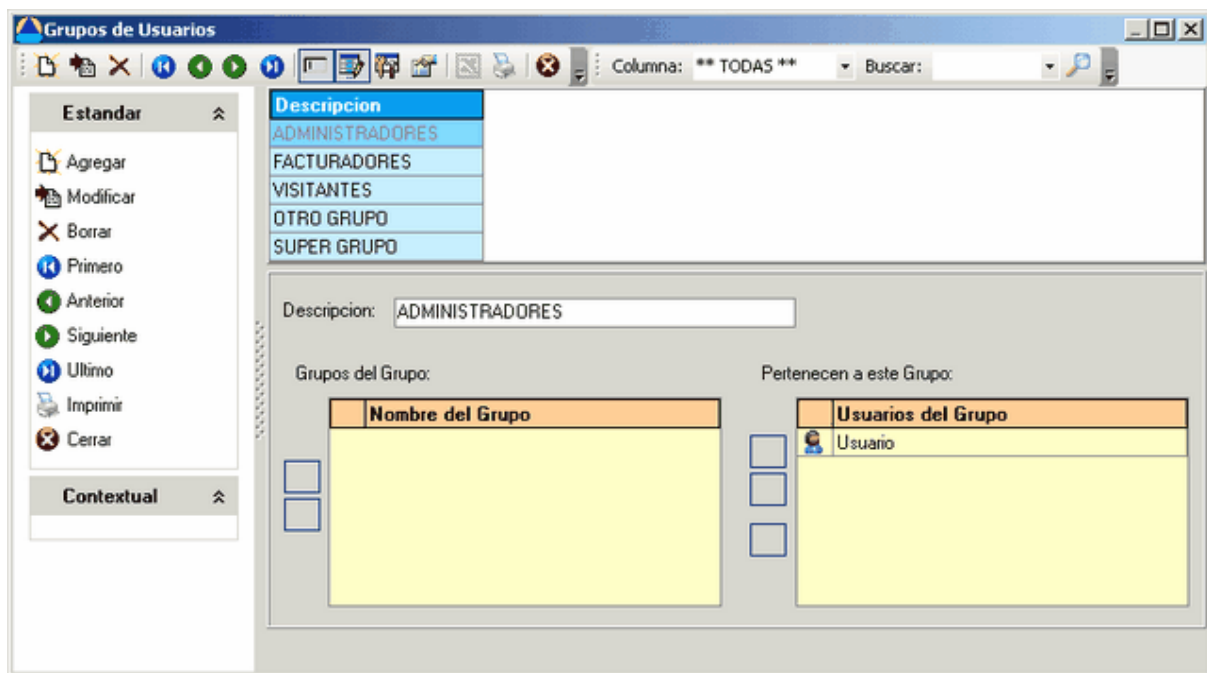 Grupos de Usuarios
Columna: ** TODAS ** Buscar:
Estandar
Agregar
Modificar
Borrar
Primero
Anterior
Siguiente
Ultimo
Imprimir
Cerrar
Contextual
Descripcion
ADMINISTRADORES
FACTURADORES
VISITANTES
OTRO GRUPO
SUPER GRUPO
Descripcion: ADMINISTRADORES
Grupos del Grupo:
Nombre del Grupo
Pertenecen a este Grupo:
Usuarios del Grupo
Usuario